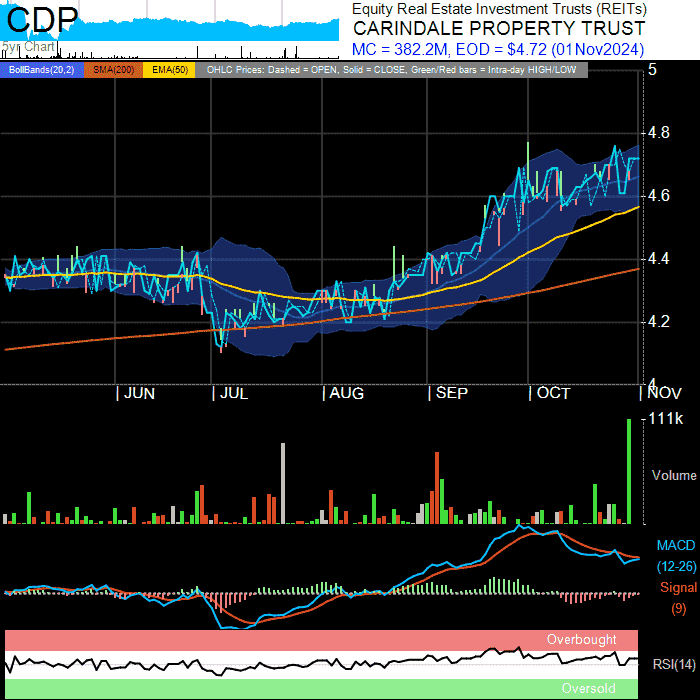 CDP
5yr Chart
Equity Real Estate Investment Trusts (REITs)
CARINDALE PROPERTY TRUST
MC = 382.2M, EOD = $4.72 (01Nov2024)
BollBands(20,2) SMA(200) EMA(50) OHLC Prices: Dashed = OPEN, Solid = CLOSE, Green/Red bars = Intra-day HIGH/LOW
5
4.8
4.6
4.4
4.2
4
| JUN | JUL | AUG | SEP | OCT | NOV
111k
Volume
MACD
(12-26)
Signal
(9)
Overbought
RSI(14)
Oversold